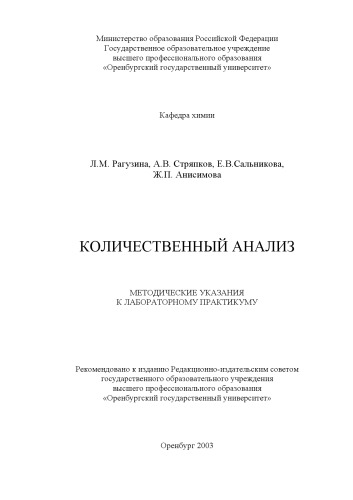 Министерство образования Российской Федерации
Государственное образовательное учреждение
высшего профессионального образования
«Оренбургский государственный университет»
Кафедра химии
Л.М. Рагузина, А.В. Стряпков, Е.В.Сальникова,
Ж.П. Анисимова
КОЛИЧЕСТВЕННЫЙ АНАЛИЗ
МЕТОДИЧЕСКИЕ УКАЗАНИЯ
К ЛАБОРАТОРНОМУ ПРАКТИКУМУ
Рекомендовано к изданию Редакционно-издательским советом
государственного образовательного учреждения
высшего профессионального образования
«Оренбургский государственный университет»
Оренбург 2003